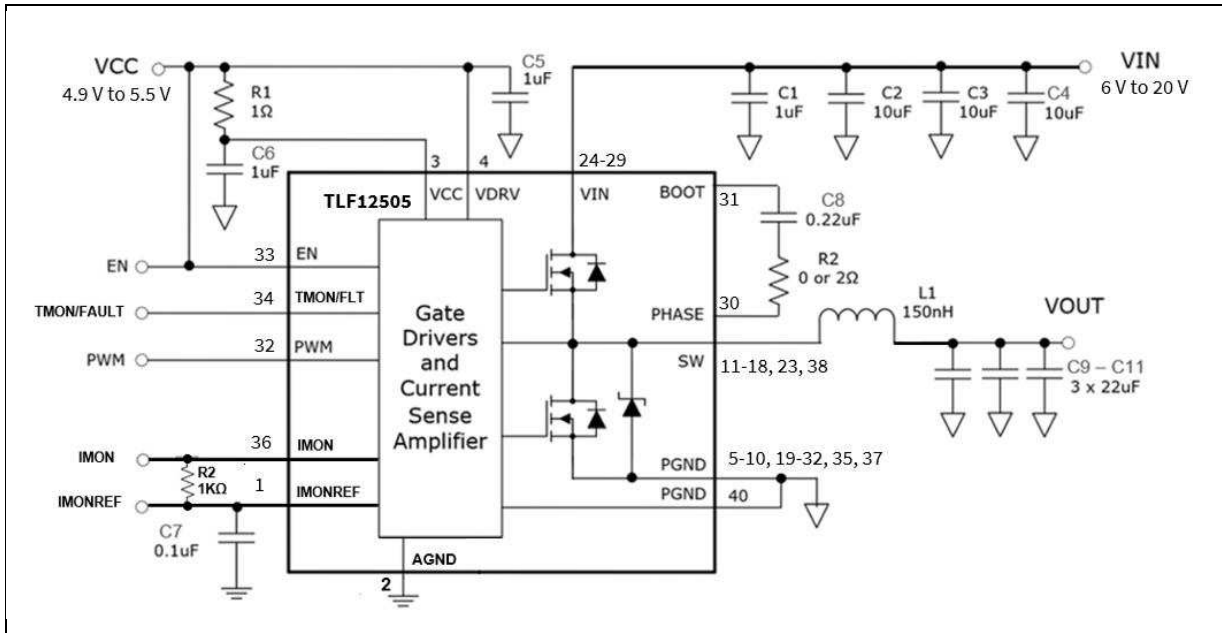 VCC
4.9 V to 5.5 V
R1
1Ω
C6
1uF
C5
1uF
VIN
6 V to 20 V
C1
1uF
C2
10uF
C3
10uF
C4
10uF
3
4
24-29
TLF12505
VCC
VDRV
VIN
BOOT
31
C8
0.22uF
R2
0 or 2Ω
EN
33
EN
TMON/FAULT
34
TMON/FLT
PWM
32
PWM
Gate
Drivers
and
Current
Sense
Amplifier
PHASE
30
L1
150nH
VOUT
SW
11-18, 23, 38
C9 – C11
3 x 22uF
IMON
36
IMON
R2
1KΩ
IMONREF
1
IMONREF
C7
0.1uF
PGND
5-10, 19-32, 35, 37
PGND
40
AGND
2